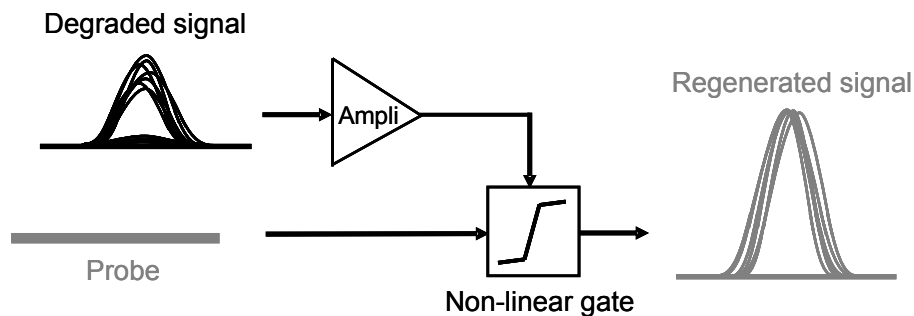 Degraded signal
Ampli
Regenerated signal
Probe
Non-linear gate